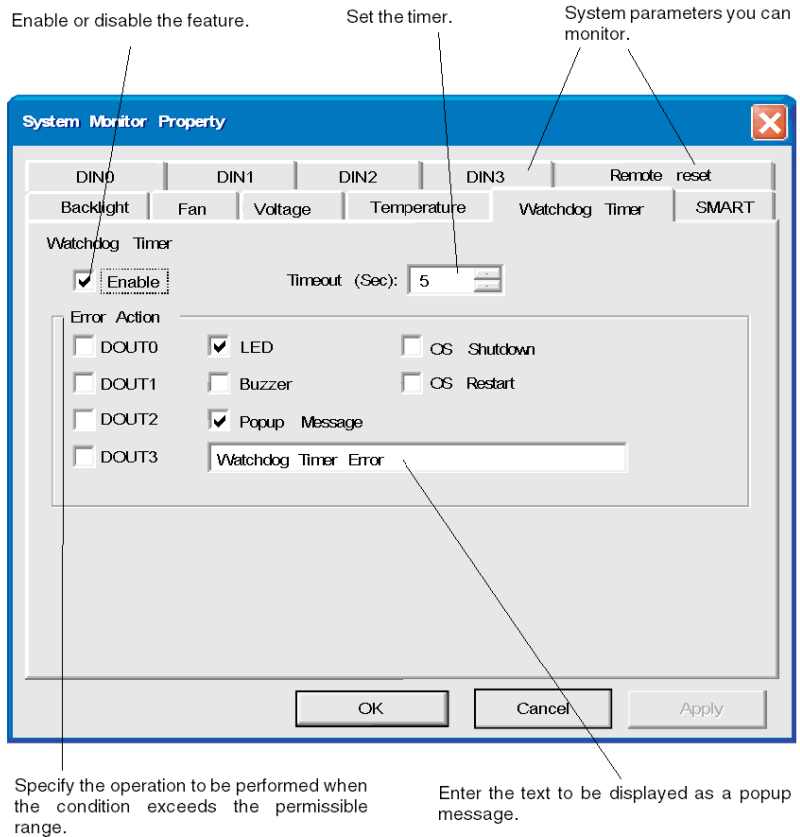 Enable or disable the feature.
Set the timer.
System parameters you can
monitor.
System Monitor Property
DIN0 DIN1 DIN2 DIN3 Remote reset
Backlight Fan Voltage Temperature Watchdog Timer SMART
Watchdog Timer
Enable Timeout (Sec): 5
Error Action
DOUT0 LED OS Shutdown
DOUT1 Buzzer OS Restart
DOUT2 Popup Message
DOUT3 Watchdog Timer Error
OK Cancel Apply
Specify the operation to be performed when
the condition exceeds the permissible
range.
Enter the text to be displayed as a popup
message.